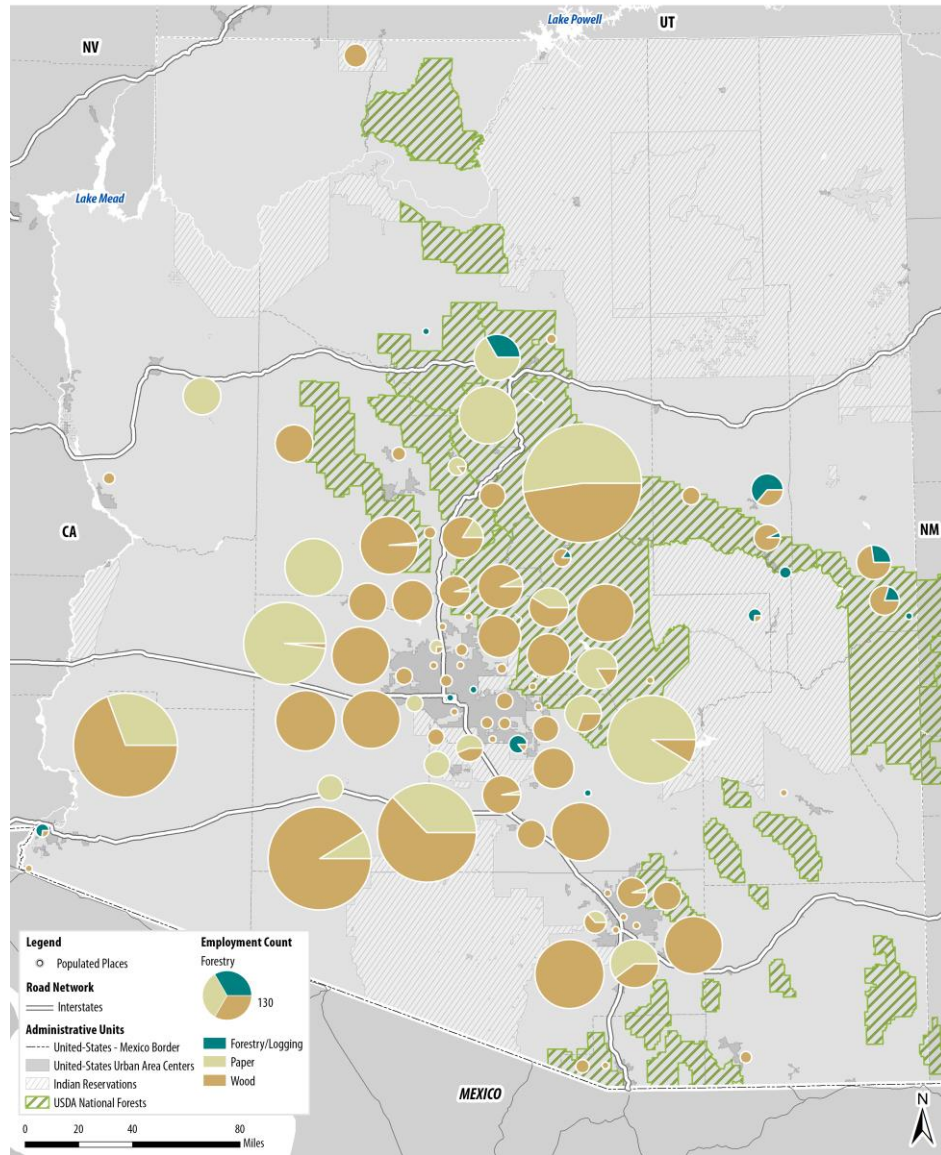 Lake Powell
UT
NV
Lake Mead
CA
NM
Legend
Populated Places
Road Network
Interstates
Administrative Units
United-States - Mexico Border
United-States Urban Area Centers
Indian Reservations
USDA National Forests
Employment Count
Forestry
130
Forestry/Logging
Paper
Wood
MEXICO
N
0 20 40 80
Miles